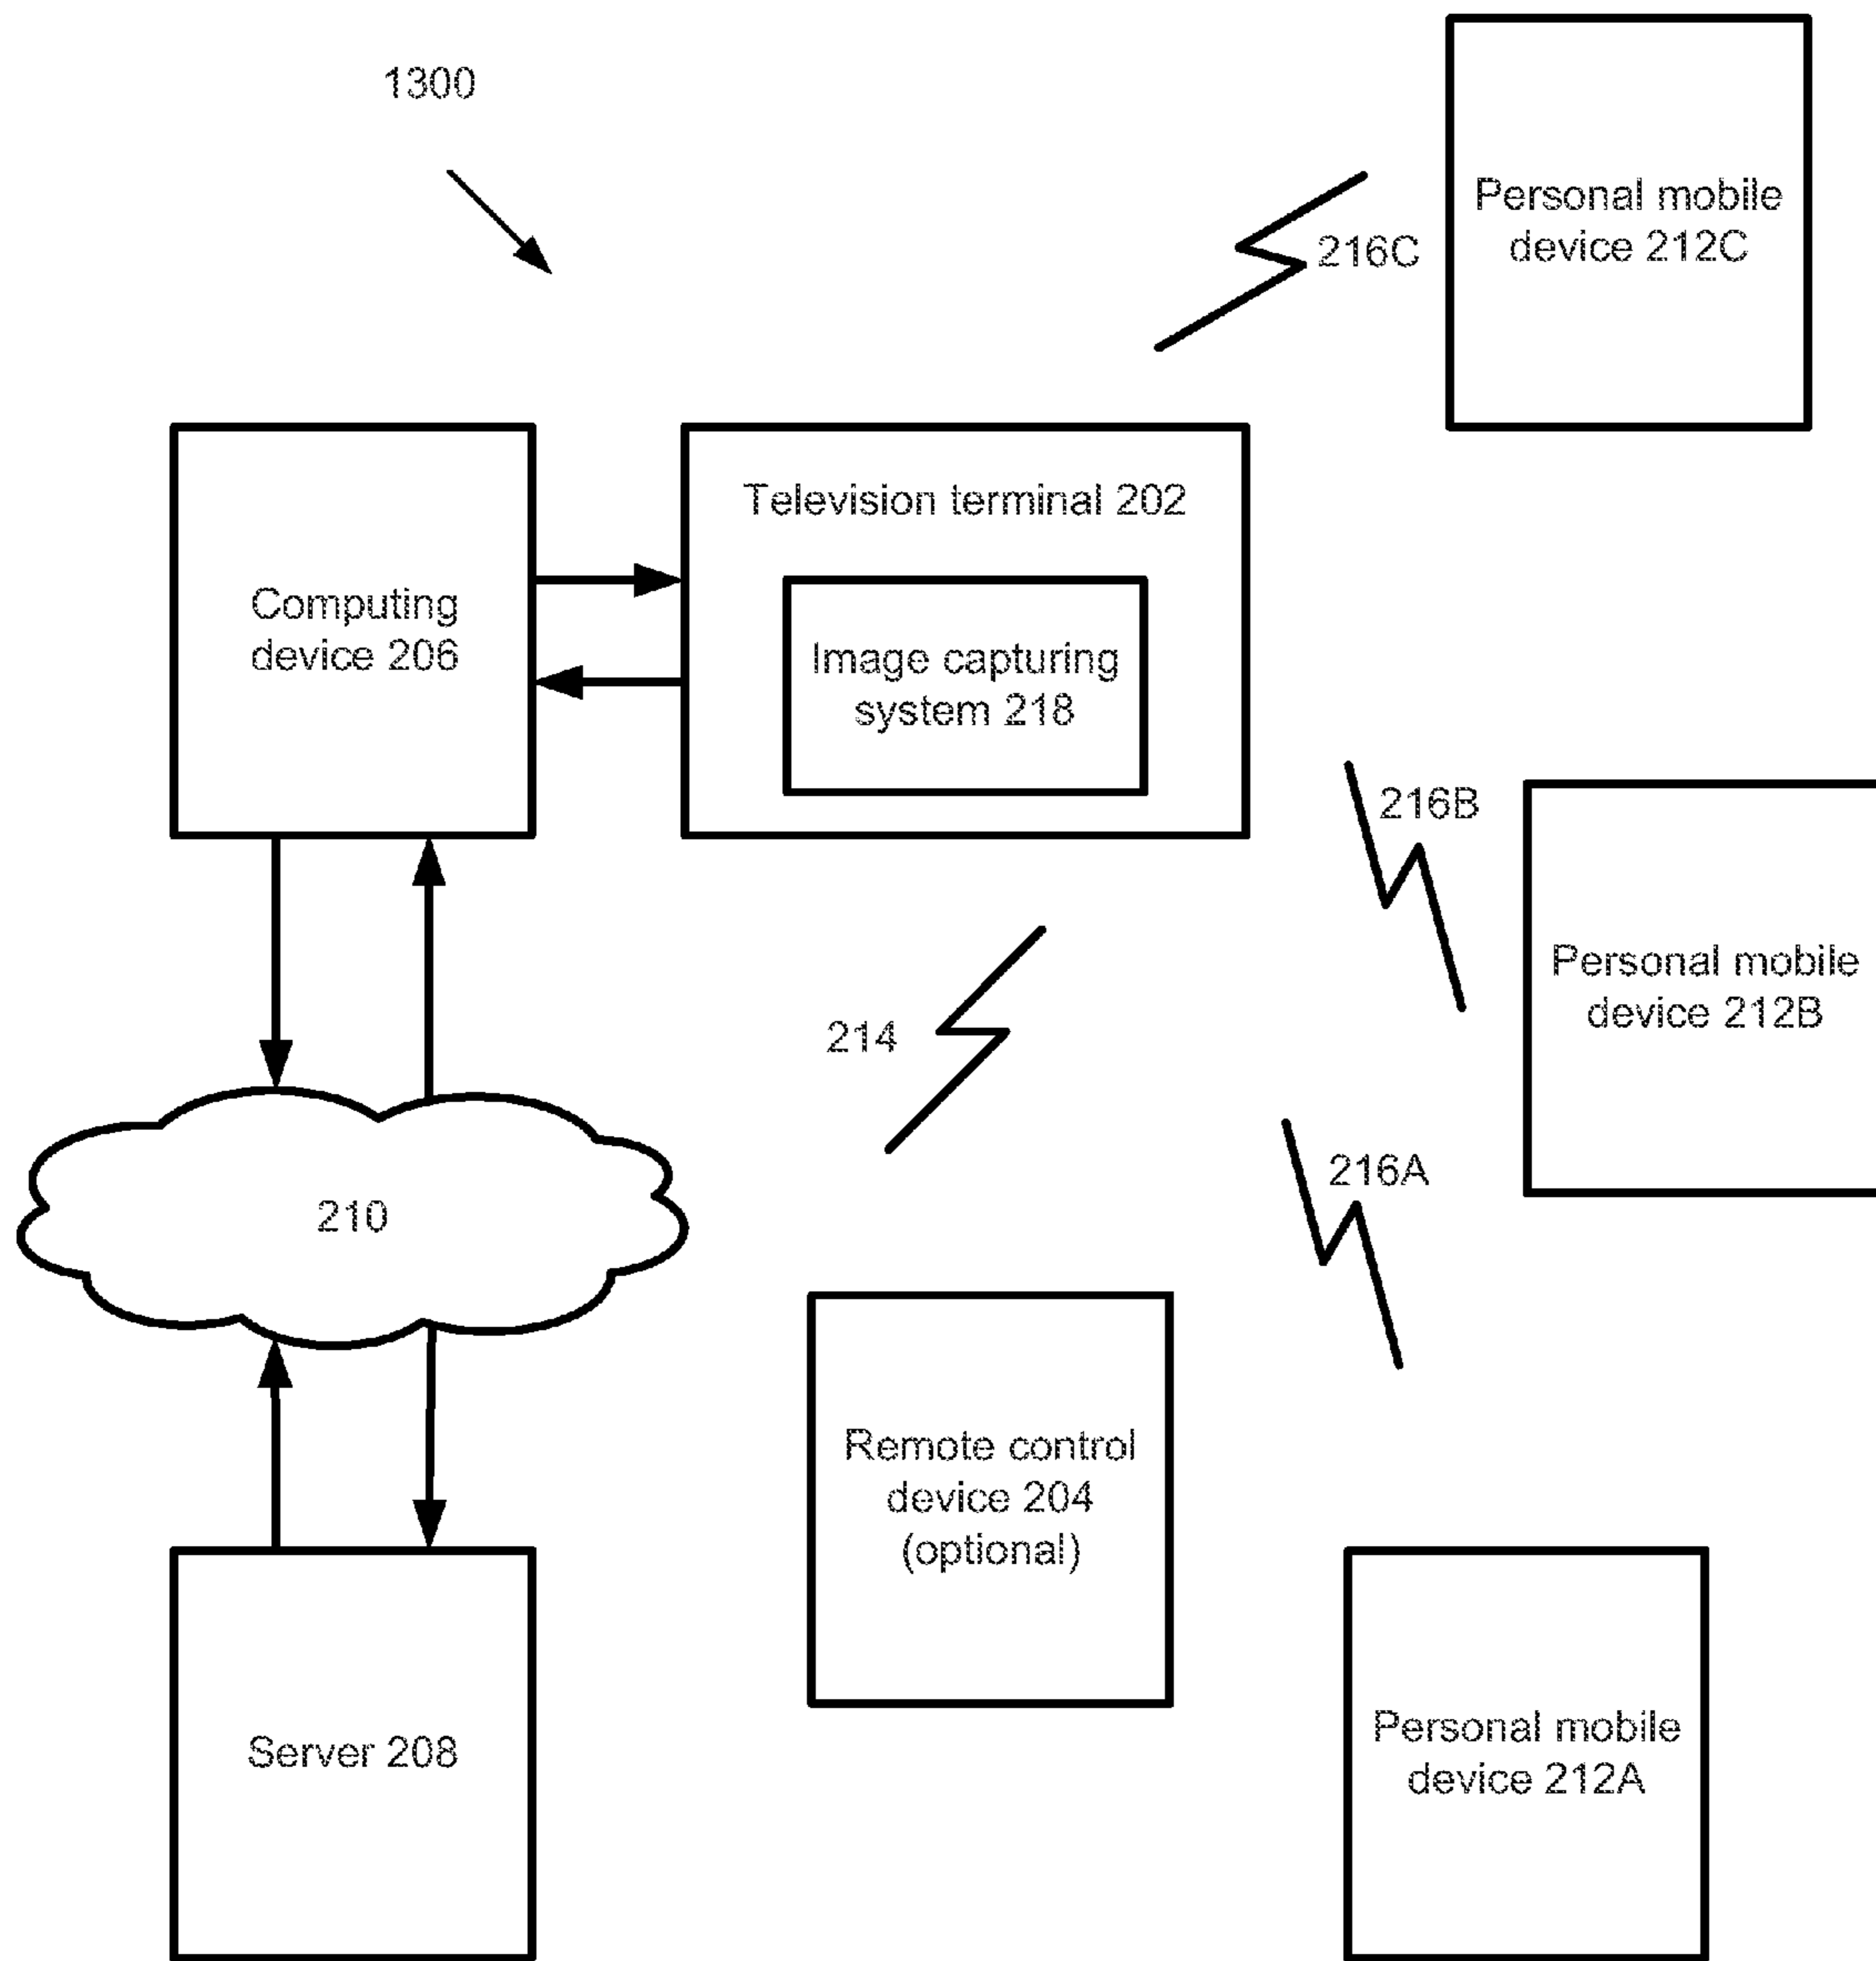 1300
Personal mobile
device 212C
216C
Television terminal 202
Computing
device 206
Image capturing
system 218
216B
Personal mobile
device 212B
214
216A
210
Remote control
device 204
(optional)
Server 208
Personal mobile
device 212A